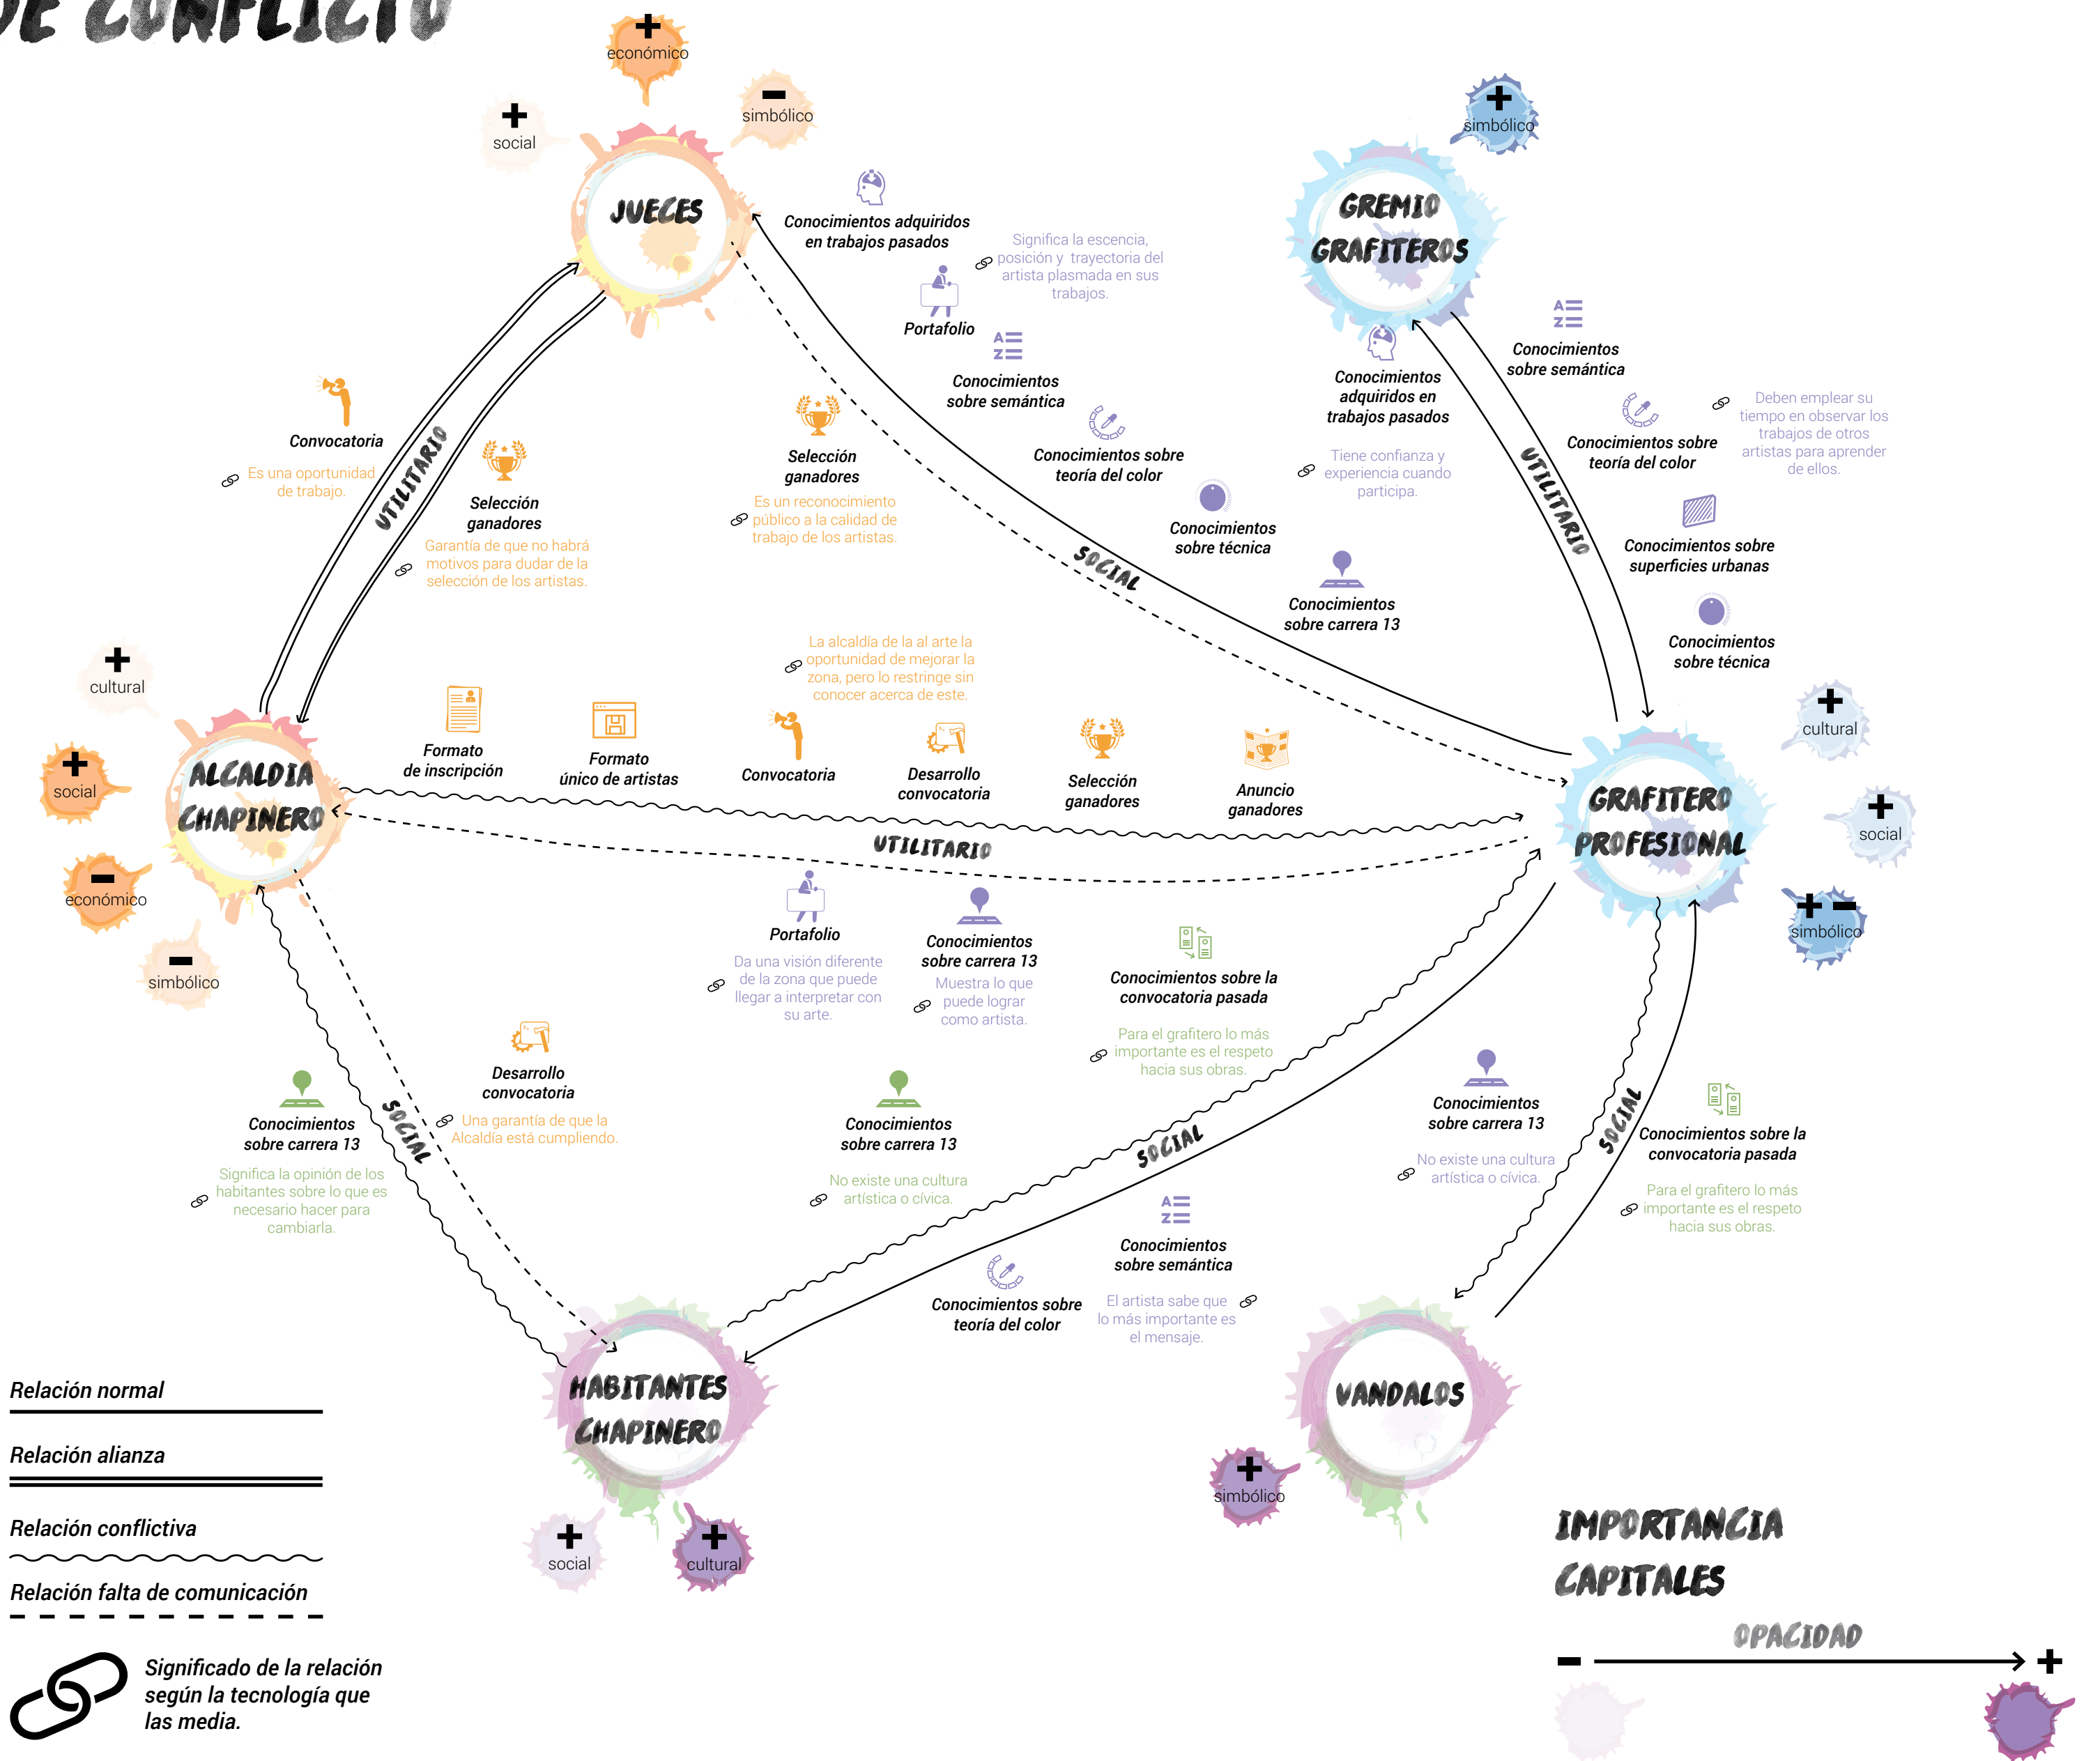 DE CONFLICTO
+
económico
+
social
−
simbólico
JUECES
+
simbólico
GREMIO
GRAFITEROS
Conocimientos adquiridos
en trabajos pasados
Significa la escencia,
posición y trayectoria del
artista plasmada en sus
trabajos.
Portafolio
A
Z
Conocimientos
sobre semántica
Conocimientos sobre
teoría del color
Conocimientos
sobre técnica
Conocimientos
sobre carrera 13
Conocimientos
adquiridos en
trabajos pasados
Tiene confianza y
experiencia cuando
participa.
UTILITARIO
A
Z
Conocimientos
sobre semántica
Conocimientos sobre
teoría del color
Deben emplear su
tiempo en observar los
trabajos de otros
artistas para aprender
de ellos.
Conocimientos sobre
superficies urbanas
Conocimientos
sobre técnica
Convocatoria
Es una oportunidad
de trabajo.
UTILITARIO
Selección
ganadores
Garantía de que no habrá
motivos para dudar de la
selección de los artistas.
Selección
ganadores
Es un reconocimiento
público a la calidad de
trabajo de los artistas.
SOCIAL
+
cultural
+
social
−
económico
−
simbólico
ALCALDIA
CHAPINERO
Formato
de inscripción
Formato
único de artistas
La alcaldía de la al arte la
oportunidad de mejorar la
zona, pero lo restringe sin
conocer acerca de este.
Convocatoria
Desarrollo
convocatoria
Selección
ganadores
Anuncio
ganadores
UTILITARIO
GRAFITERO
PROFESIONAL
+
cultural
+
social
+ −
simbólico
Portafolio
Da una visión diferente
de la zona que puede
llegar a interpretar con
su arte.
Conocimientos
sobre carrera 13
Muestra lo que
puede lograr
como artista.
Conocimientos sobre la
convocatoria pasada
Para el grafitero lo más
importante es el respeto
hacia sus obras.
Desarrollo
convocatoria
Una garantía de que la
Alcaldía está cumpliendo.
SOCIAL
Conocimientos
sobre carrera 13
Significa la opinión de los
habitantes sobre lo que es
necesario hacer para
cambiarla.
Conocimientos
sobre carrera 13
No existe una cultura
artística o cívica.
SOCIAL
A
Z
Conocimientos
sobre semántica
El artista sabe que
lo más importante es
el mensaje.
Conocimientos sobre
teoría del color
Conocimientos
sobre carrera 13
No existe una cultura
artística o cívica.
SOCIAL
Conocimientos sobre la
convocatoria pasada
Para el grafitero lo más
importante es el respeto
hacia sus obras.
HABITANTES
CHAPINERO
+
social
+
cultural
VANDALOS
+
simbólico
Relación normal
Relación alianza
Relación conflictiva
Relación falta de comunicación
Significado de la relación
según la tecnología que
las media.
IMPORTANCIA
CAPITALES
OPACIDAD
− +